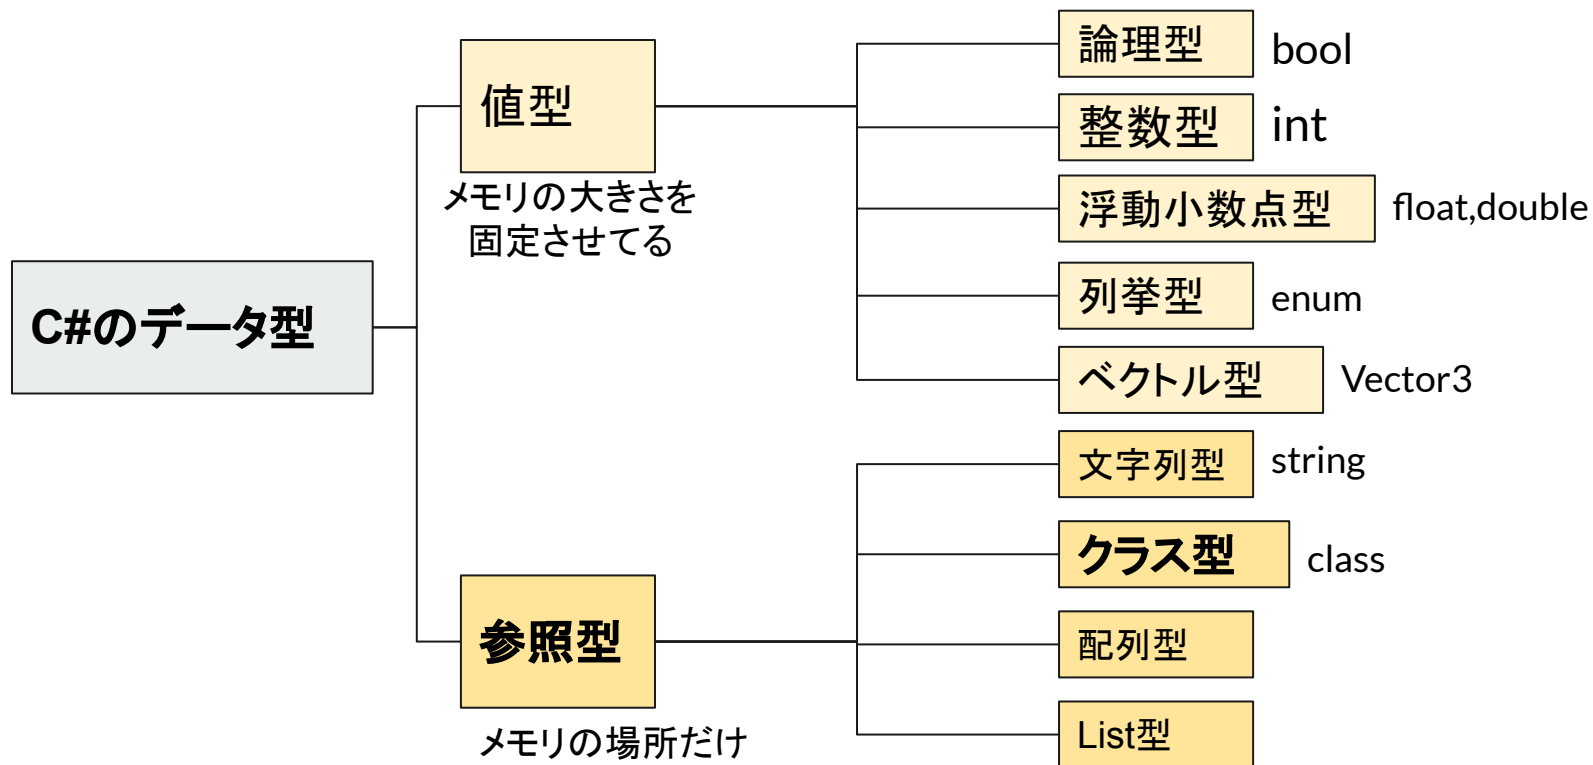 C#のデータ型
値型
メモリの大きさを
固定させてる
論理型 bool
整数型 int
浮動小数点型 float,double
列挙型 enum
ベクトル型 Vector3
参照型
メモリの場所だけ
文字列型 string
クラス型 class
配列型
List型